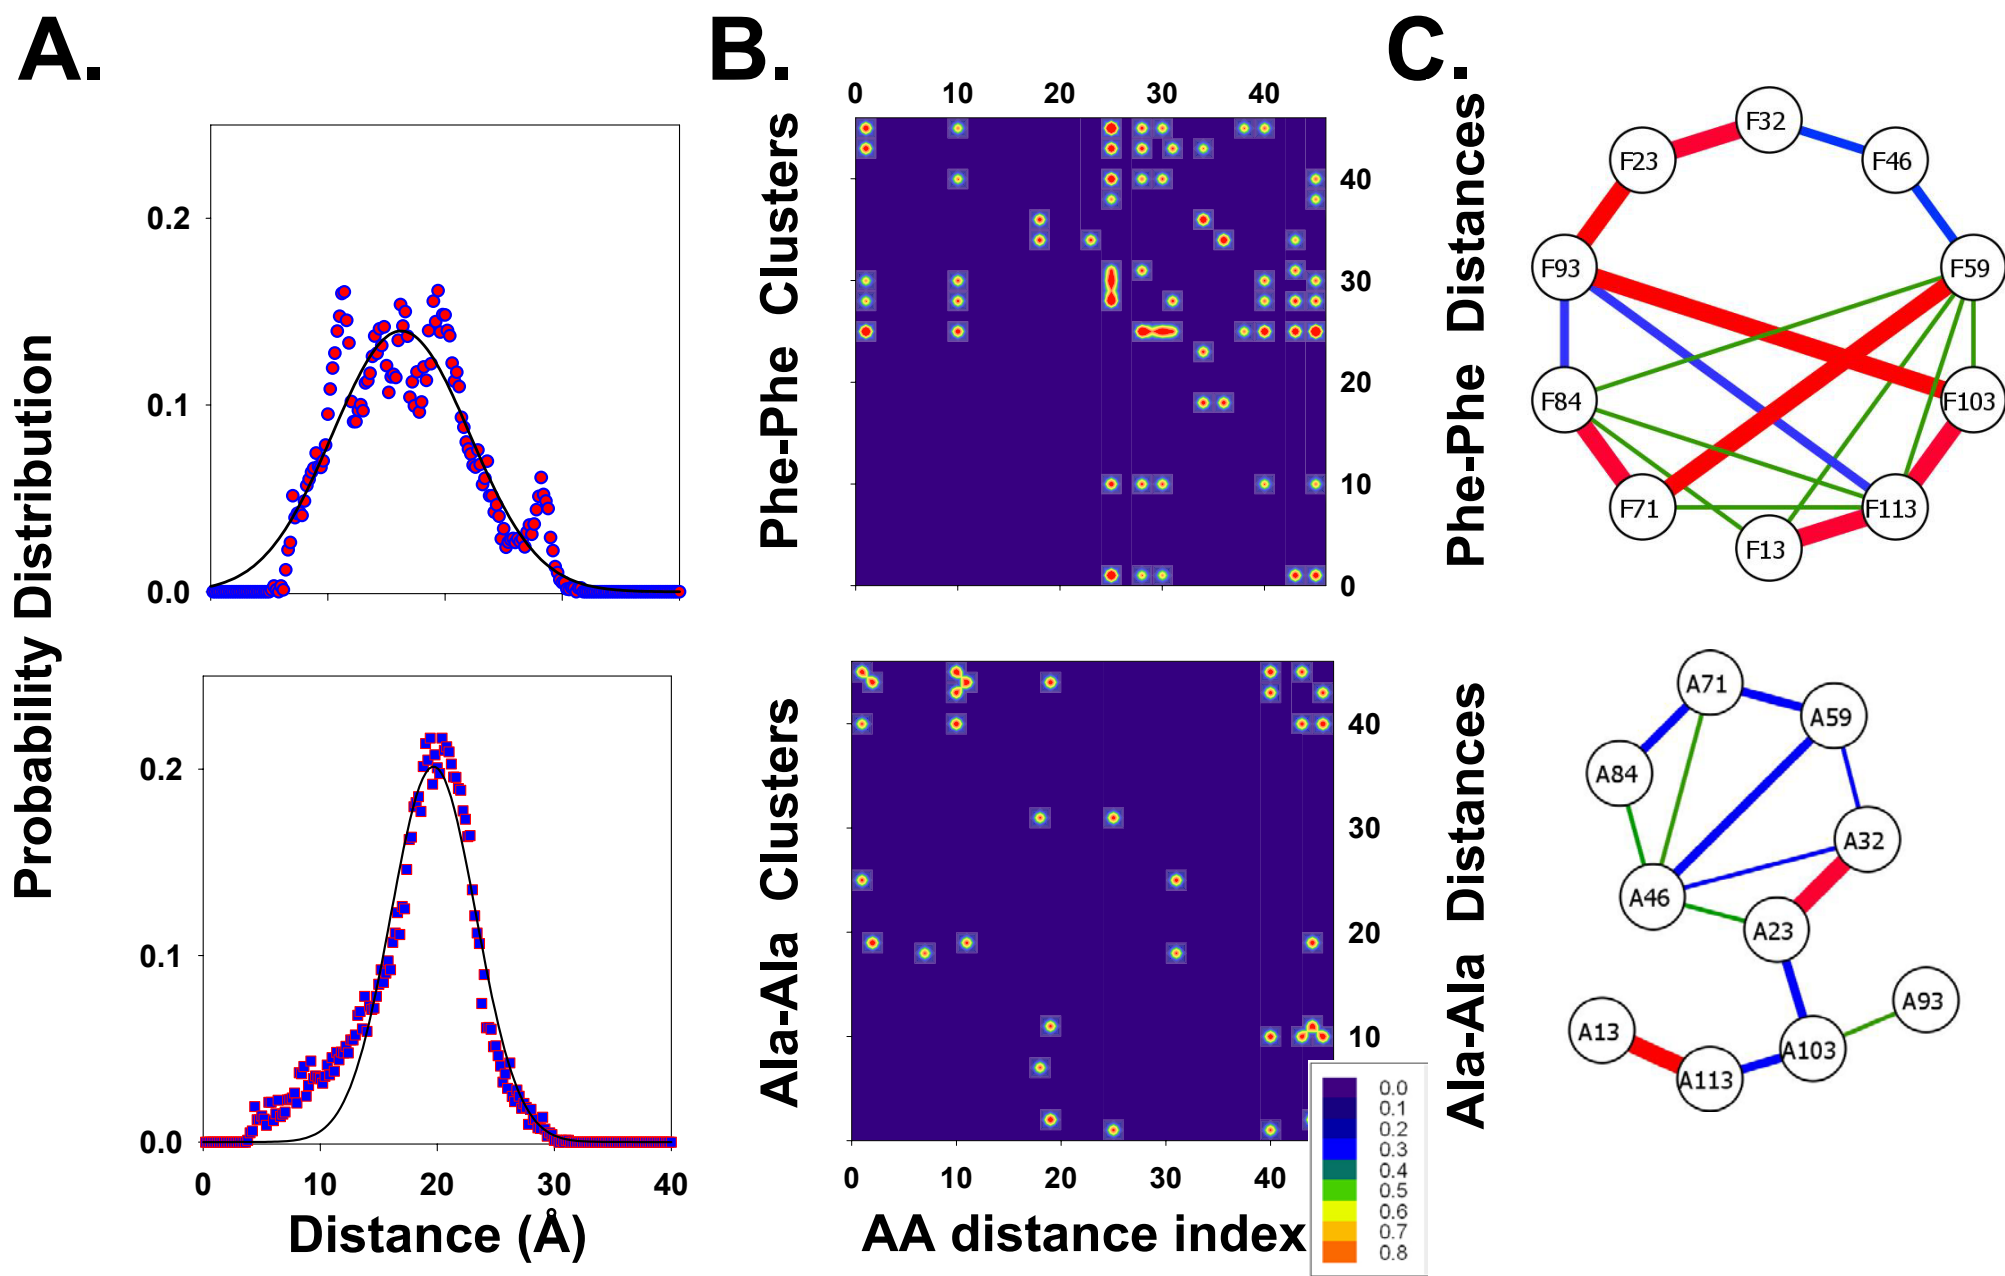 A.
B.
C.
Probability Distribution
0.2
0.1
0.0
0.2
0.1
0.0
0 10 20 30 40
Distance (Å)
0 10 20 30 40
Phe-Phe Clusters
40
30
20
10
0
Ala-Ala Clusters
40
30
20
10
0 10 20 30 40
AA distance index
0.0
0.1
0.2
0.3
0.4
0.5
0.6
0.7
0.8
Phe-Phe Distances
F32
F23
F46
F93
F59
F84
F103
F71
F113
F13
Ala-Ala Distances
A71
A59
A84
A32
A46
A23
A93
A13
A103
A113